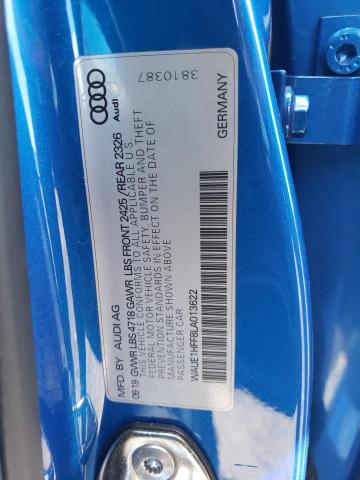 Audi
3810387
MFD. BY AUDI AG
09 19 GVWR LBS 4718 GAWR LBS FRONT 2425 / REAR 2326
THIS VEHICLE CONFORMS TO ALL APPLICABLE U.S.
FEDERAL MOTOR VEHICLE SAFETY, BUMPER AND THEFT
PREVENTION STANDARDS IN EFFECT ON THE DATE OF
MANUFACTURE SHOWN ABOVE
PASSENGER CAR
WAUE1HFF8LA013622
GERMANY